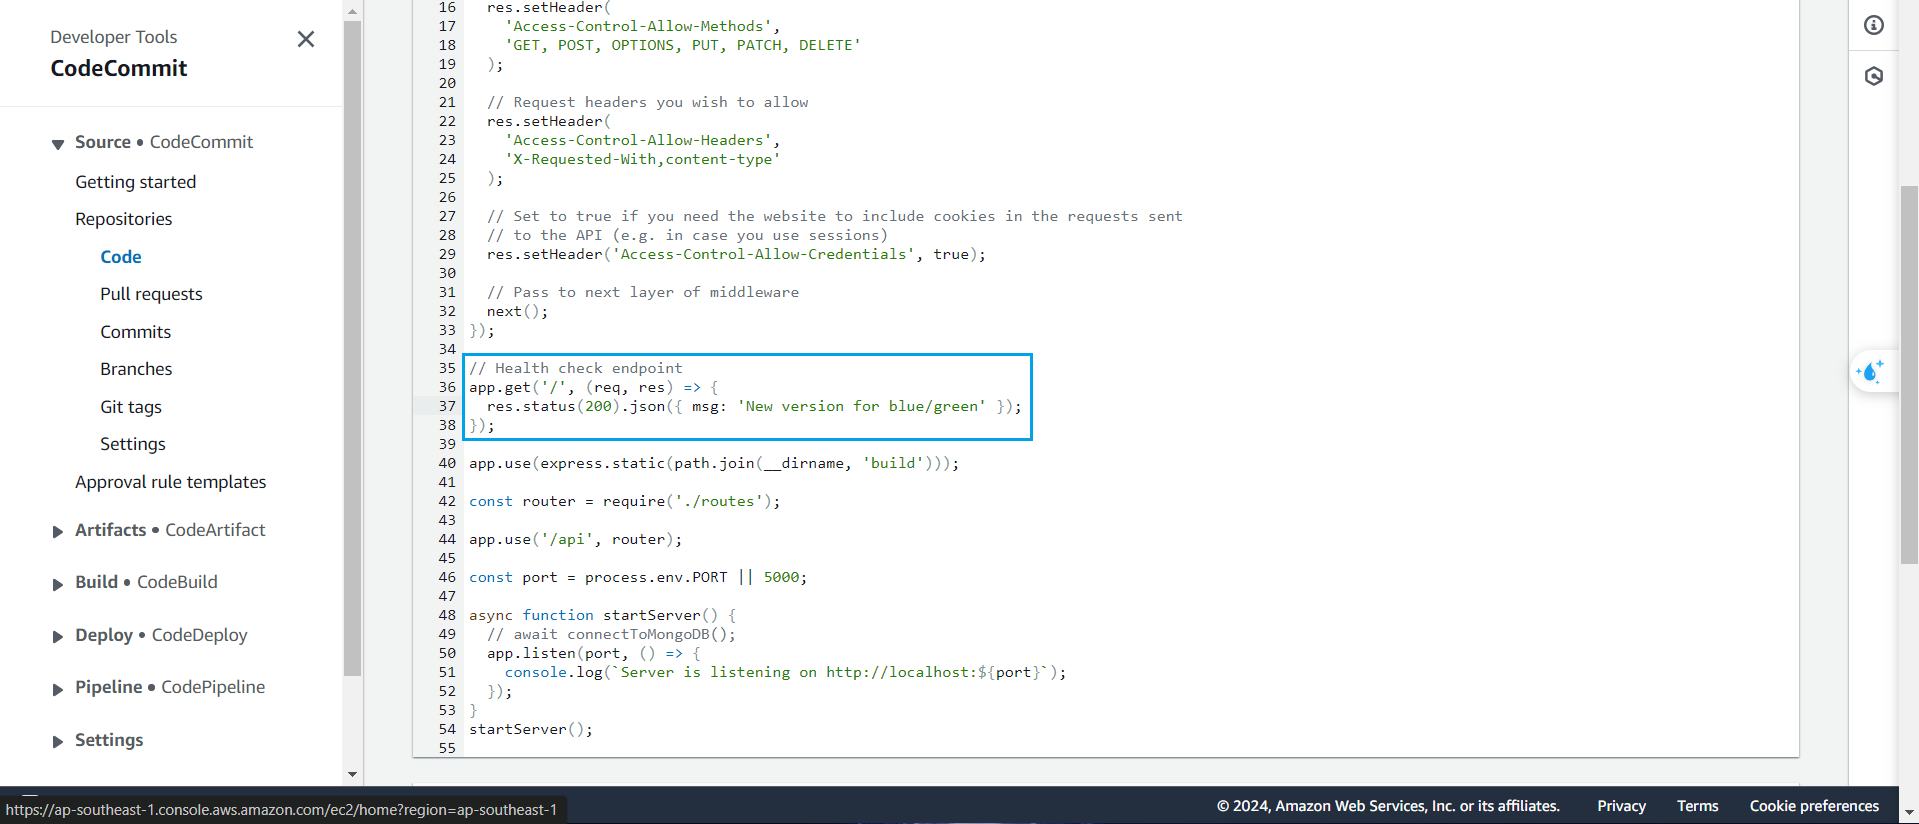 Developer Tools
CodeCommit
Source • CodeCommit
Getting started
Repositories
Code
Pull requests
Commits
Branches
Git tags
Settings
Approval rule templates
Artifacts • CodeArtifact
Build • CodeBuild
Deploy • CodeDeploy
Pipeline • CodePipeline
Settings
16 res.setHeader(
17 'Access-Control-Allow-Methods',
18 'GET, POST, OPTIONS, PUT, PATCH, DELETE'
19 );
20
21 // Request headers you wish to allow
22 res.setHeader(
23 'Access-Control-Allow-Headers',
24 'X-Requested-With,content-type'
25 );
26
27 // Set to true if you need the website to include cookies in the requests sent
28 // to the API (e.g. in case you use sessions)
29 res.setHeader('Access-Control-Allow-Credentials', true);
30
31 // Pass to next layer of middleware
32 next();
33 });
34
35 // Health check endpoint
36 app.get('/', (req, res) => {
37 res.status(200).json({ msg: 'New version for blue/green' });
38 });
39
40 app.use(express.static(path.join(__dirname, 'build')));
41
42 const router = require('./routes');
43
44 app.use('/api', router);
45
46 const port = process.env.PORT || 5000;
47
48 async function startServer() {
49 // await connectToMongoDB();
50 app.listen(port, () => {
51 console.log(`Server is listening on http://localhost:${port}`);
52 });
53 }
54 startServer();
55
https://ap-southeast-1.console.aws.amazon.com/ec2/home?region=ap-southeast-1
© 2024, Amazon Web Services, Inc. or its affiliates. Privacy Terms Cookie preferences